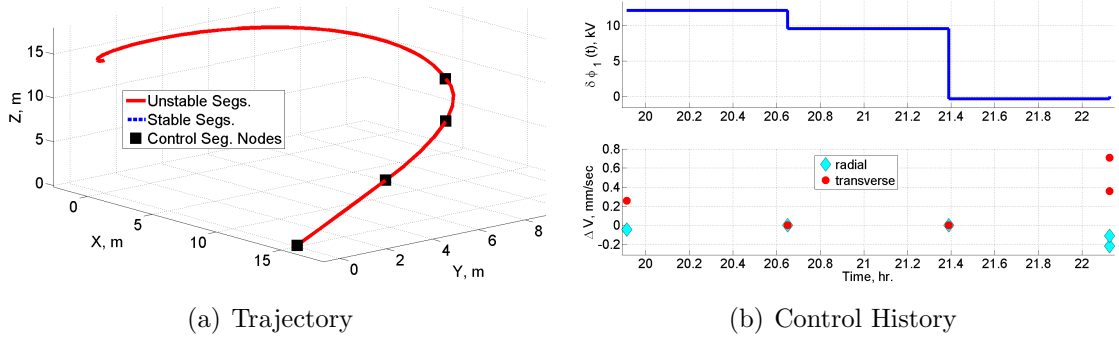 15
10
5
0
Z, m
Unstable Segs.
Stable Segs.
Control Seg. Nodes
0
5
10
15
X, m
0
2
4
6
8
Y, m
(a) Trajectory
10
5
0
δ ϕ 1 (t), kV
20 20.2 20.4 20.6 20.8 21 21.2 21.4 21.6 21.8 22
0.8
0.6
0.4
0.2
0
-0.2
Δ V, mm/sec
radial
transverse
20 20.2 20.4 20.6 20.8 21 21.2 21.4 21.6 21.8 22
Time, hr.
(b) Control History